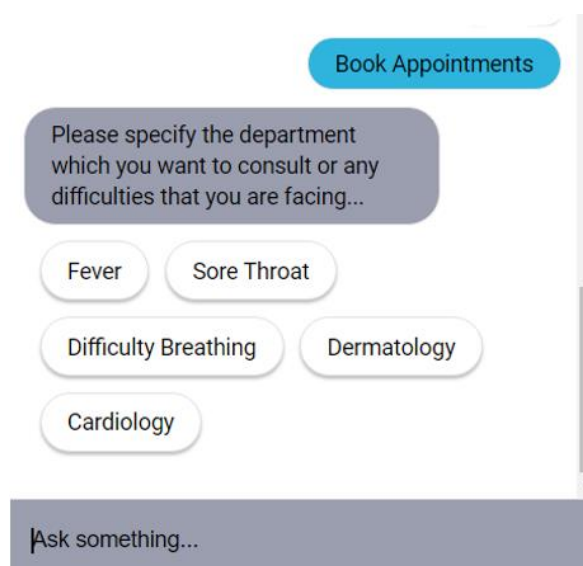 Book Appointments
Please specify the department
which you want to consult or any
difficulties that you are facing...
Fever
Sore Throat
Difficulty Breathing
Dermatology
Cardiology
Ask something...